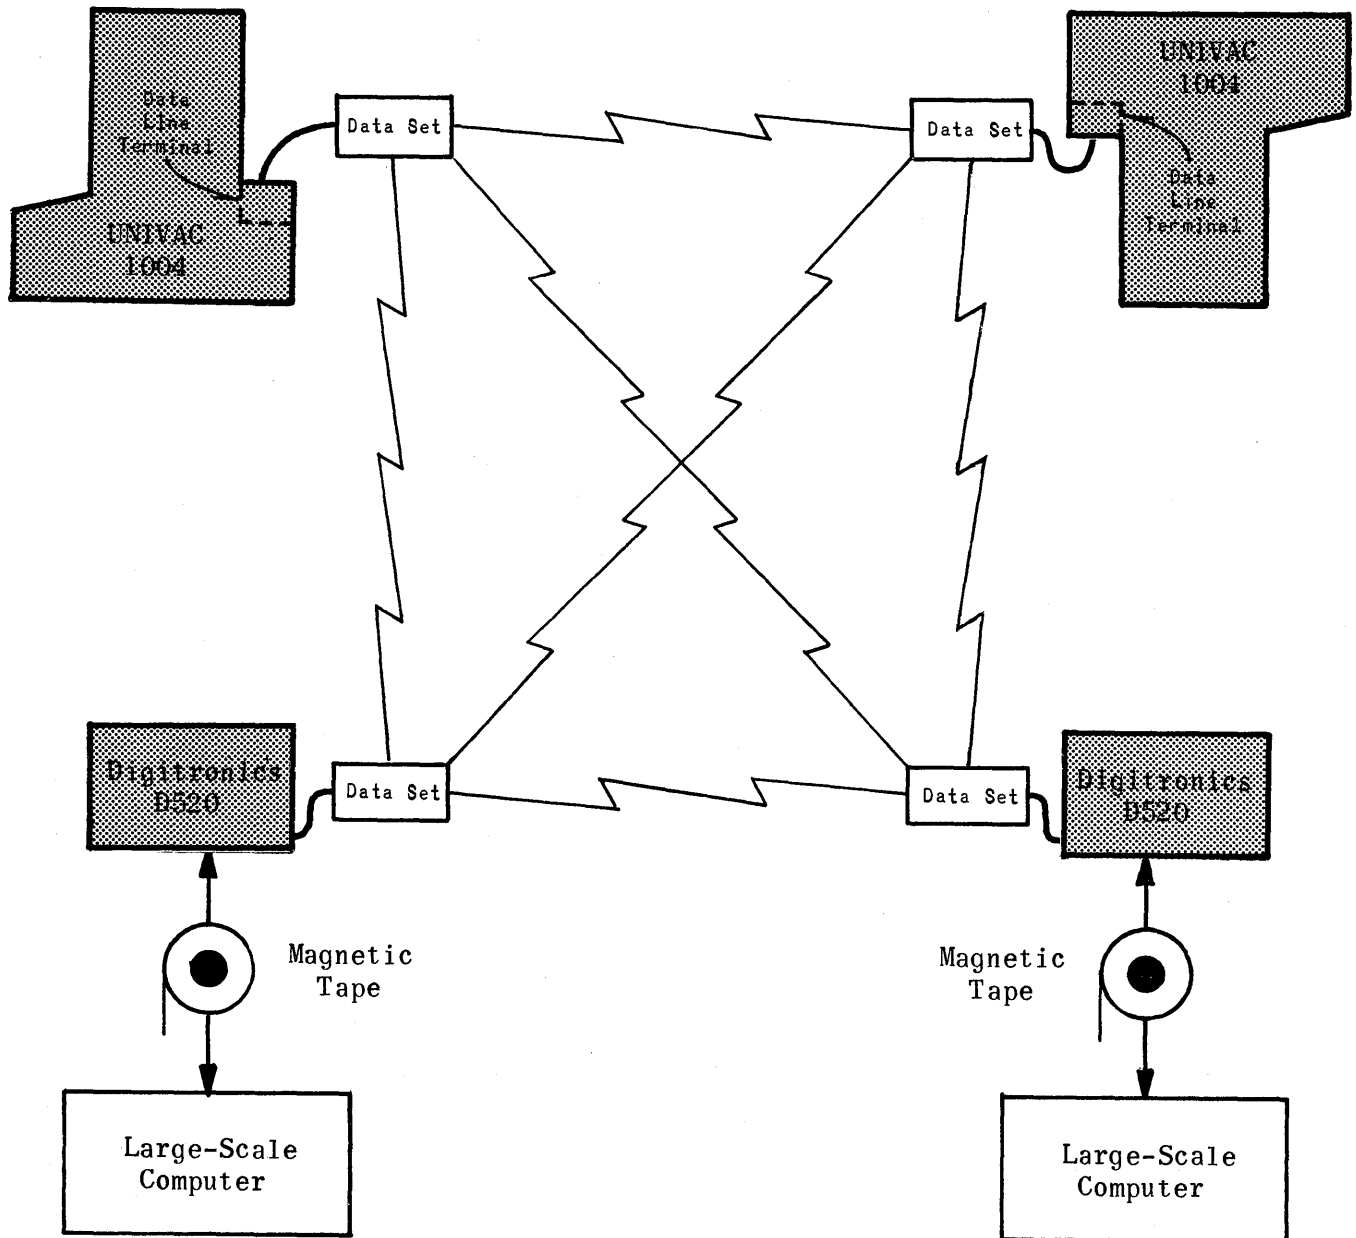 Data
Line
Terminal
UNIVAC
1004
Data Set
Data Set
UNIVAC
1004
Data
Line
Terminal
Digitronics
D520
Data Set
Data Set
Digitronics
D520
Magnetic
Tape
Magnetic
Tape
Large-Scale
Computer
Large-Scale
Computer